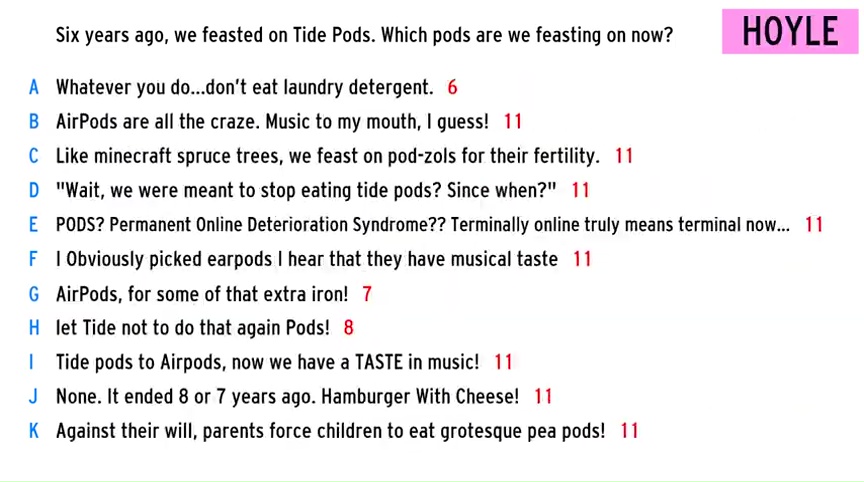 Six years ago, we feasted on Tide Pods. Which pods are we feasting on now?
HOYLE
A Whatever you do...don't eat laundry detergent. 6
B AirPods are all the craze. Music to my mouth, I guess! 11
C Like minecraft spruce trees, we feast on pod-zols for their fertility. 11
D "Wait, we were meant to stop eating tide pods? Since when?" 11
E PODS? Permanent Online Deterioration Syndrome?? Terminally online truly means terminal now... 11
F I Obviously picked earpods I hear that they have musical taste 11
G AirPods, for some of that extra iron! 7
H let Tide not to do that again Pods! 8
I Tide pods to Airpods, now we have a TASTE in music! 11
J None. It ended 8 or 7 years ago. Hamburger With Cheese! 11
K Against their will, parents force children to eat grotesque pea pods! 11